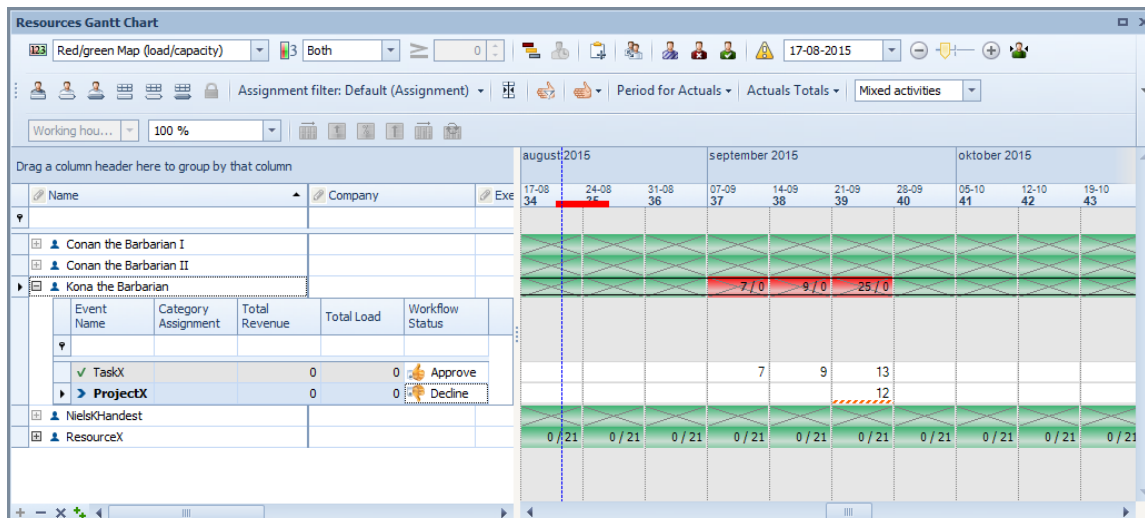 Resources Gantt Chart
123 Red/green Map (load/capacity) 3 Both ≥ 0 17-08-2015
Assignment filter: Default (Assignment) Period for Actuals Actuals Totals Mixed activities
Working hou... 100 %
Drag a column header here to group by that column
august 2015 september 2015 oktober 2015
Name Company Exe
17-08 24-08 31-08 07-09 14-09 21-09 28-09 05-10 12-10 19-10
34 25 36 37 38 39 40 41 42 43
Conan the Barbarian I
Conan the Barbarian II
Kona the Barbarian 7 / 0 9 / 0 25 / 0
Event Name Category Assignment Total Revenue Total Load Workflow Status
TaskX 0 0 Approve 7 9 13
ProjectX 0 0 Decline 12
NielsKHandest
ResourceX 0 / 21 0 / 21 0 / 21 0 / 21 0 / 21 0 / 21 0 / 21 0 / 21 0 / 21 0 / 21